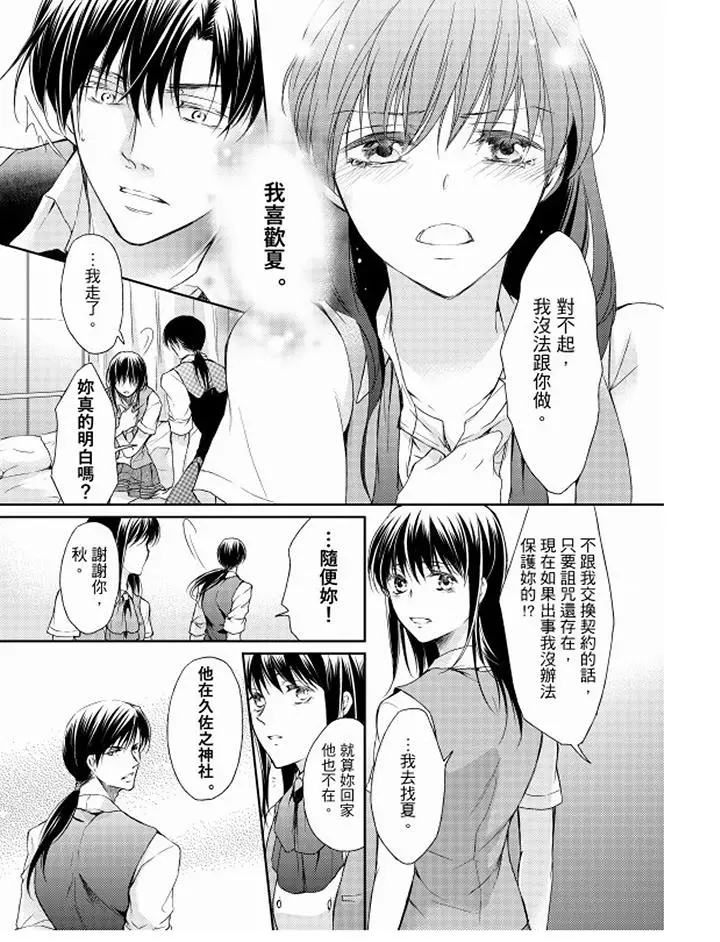 對不起，
我沒法跟你做。
我喜歡夏。
…我走了。
妳真的明白嗎？
不跟我交換契約的話，
只要詛咒還存在，
現在如果出事我沒辦法
保護妳的!?
…隨便妳！
謝謝你，
秋。
…我去找夏。
就算妳回家
他也不在。
他在久佐之神社。